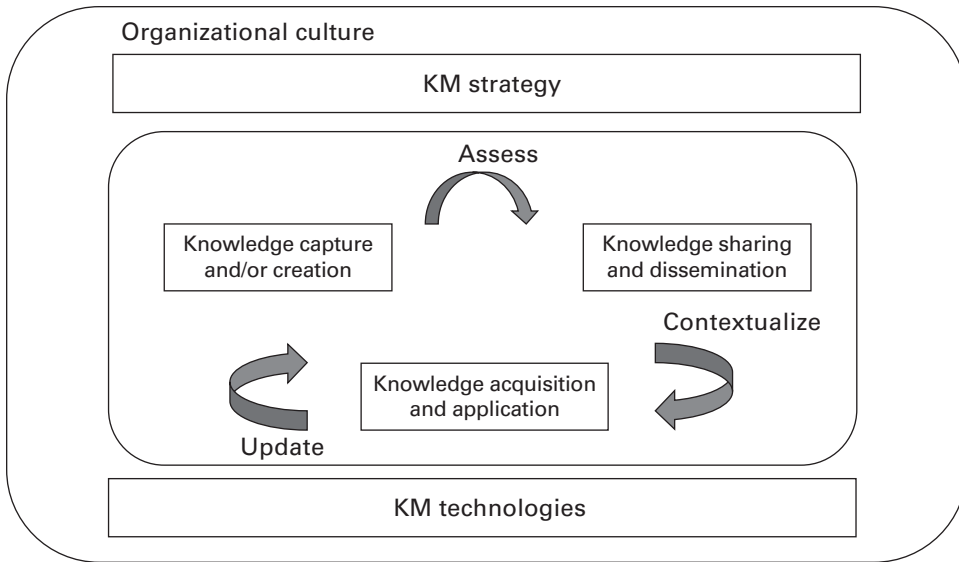 Organizational culture
KM strategy
Assess
Knowledge capture
and/or creation
Knowledge sharing
and dissemination
Contextualize
Knowledge acquisition
and application
Update
KM technologies